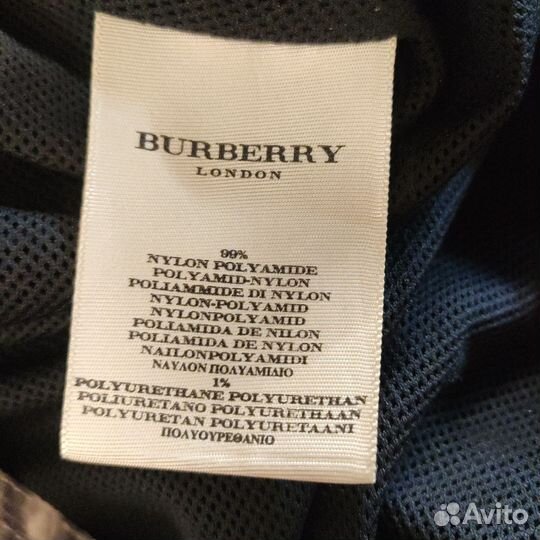 BURBERRY
LONDON
99%
NYLON POLYAMIDE
POLYAMID-NYLON
POLIAMMIDE DI NYLON
NYLON-POLYAMID
NYLONPOLYAMID
POLIAMIDA DE NILON
POLIAMIDA DE NYLON
NAILONPOLYAMIDI
ΝΑΥΛΟΝ ΠΟΛΥΑΜΙΔΙΟ
1%
POLYURETHANE POLYURETHAN
POLIURETANO POLYURETHAAN
POLYURETAN POLYURETAANI
ΠΟΛΥΟΥΡΕΘΑΝΙΟ
Avito